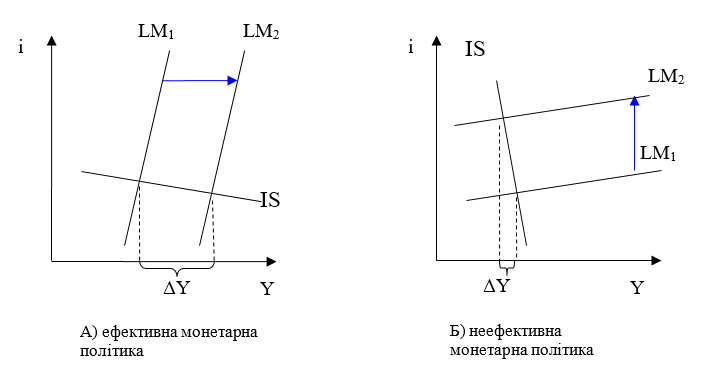 i
LM1
LM2
IS
ΔY
Y
А) ефективна монетарна
політика
i
IS
LM2
LM1
ΔY
Y
Б) неефективна
монетарна політика